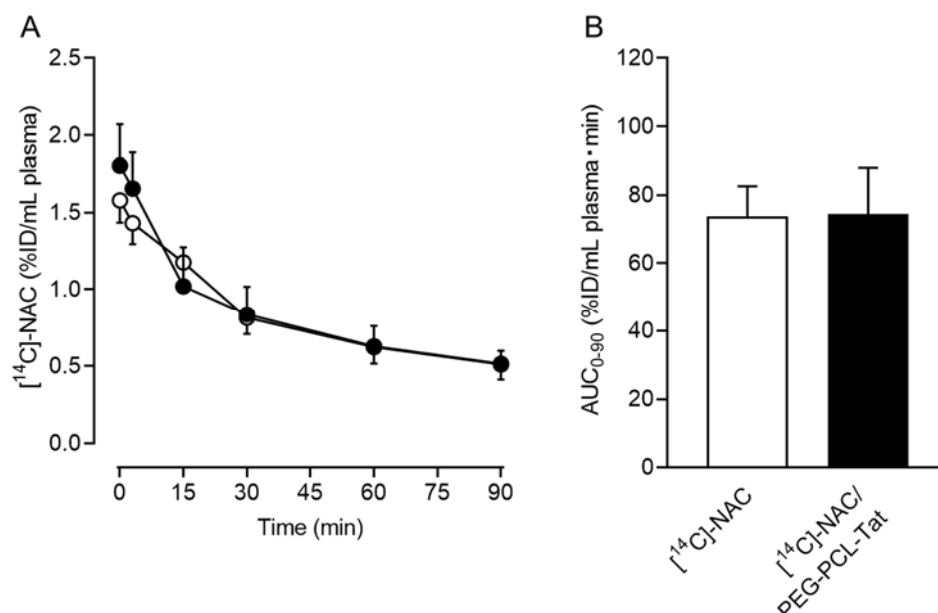 A
[¹⁴C]-NAC (%ID/mL plasma)
2.5
2.0
1.5
1.0
0.5
0.0
0 15 30 45 60 75 90
Time (min)
B
AUC₀₋₉₀ (%ID/mL plasma・min)
120
100
80
60
40
20
0
[¹⁴C]-NAC
[¹⁴C]-NAC/
PEG-PCL-Tat